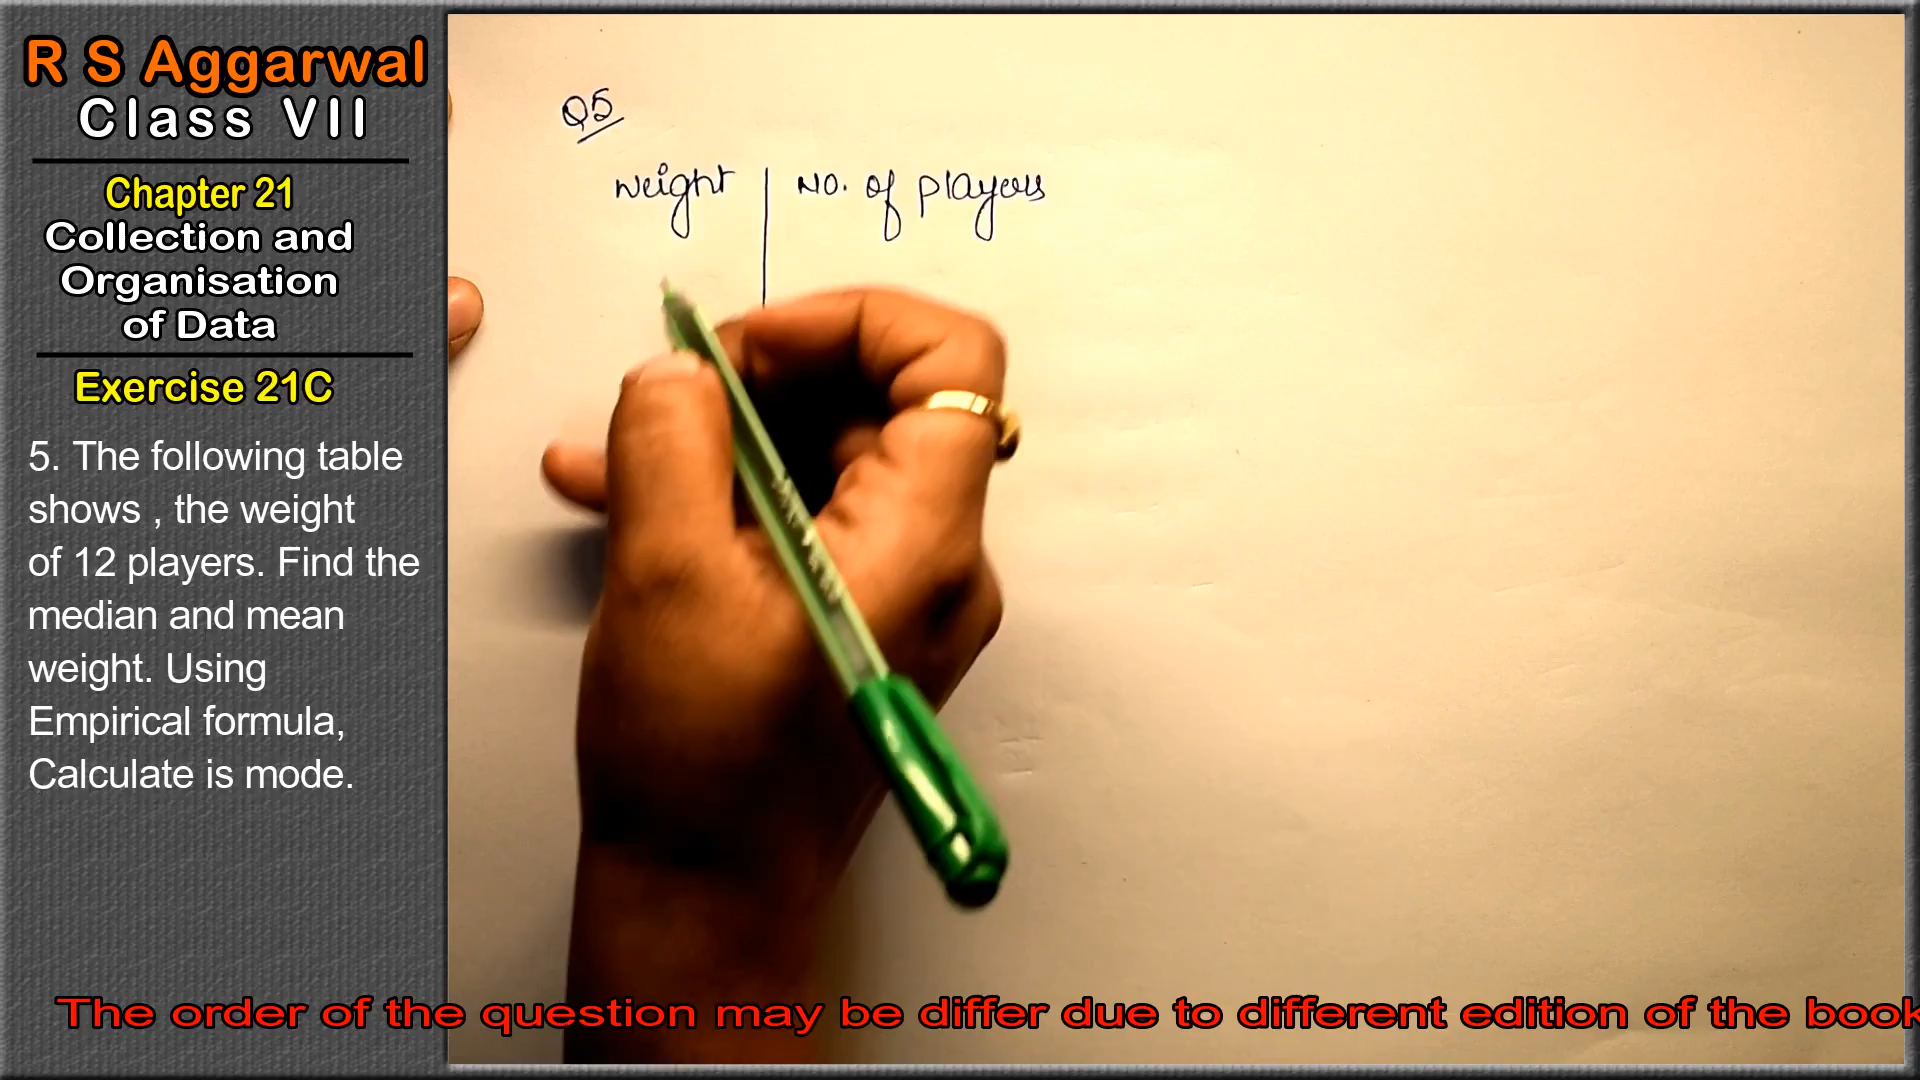 R S Aggarwal
Class VII
Chapter 21
Collection and
Organisation
of Data
Exercise 21C
5. The following table
shows , the weight
of 12 players. Find the
median and mean
weight. Using
Empirical formula,
Calculate is mode.
Q5
weight | No. of players
The order of the question may be differ due to different edition of the book